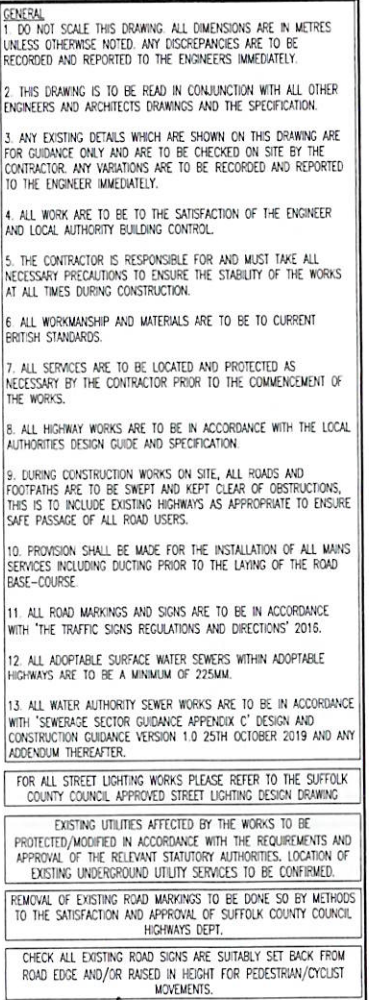 GENERAL
1. DO NOT SCALE THIS DRAWING. ALL DIMENSIONS ARE IN METRES
UNLESS OTHERWISE NOTED. ANY DISCREPANCIES ARE TO BE
RECORDED AND REPORTED TO THE ENGINEERS IMMEDIATELY.
2. THIS DRAWING IS TO BE READ IN CONJUNCTION WITH ALL OTHER
ENGINEERS AND ARCHITECTS DRAWINGS AND THE SPECIFICATION.
3. ANY EXISTING DETAILS WHICH ARE SHOWN ON THIS DRAWING ARE
FOR GUIDANCE ONLY AND ARE TO BE CHECKED ON SITE BY THE
CONTRACTOR. ANY VARIATIONS ARE TO BE RECORDED AND REPORTED
TO THE ENGINEER IMMEDIATELY.
4. ALL WORK ARE TO BE TO THE SATISFACTION OF THE ENGINEER
AND LOCAL AUTHORITY BUILDING CONTROL.
5. THE CONTRACTOR IS RESPONSIBLE FOR AND MUST TAKE ALL
NECESSARY PRECAUTIONS TO ENSURE THE STABILITY OF THE WORKS
AT ALL TIMES DURING CONSTRUCTION.
6. ALL WORKMANSHIP AND MATERIALS ARE TO BE TO CURRENT
BRITISH STANDARDS.
7. ALL SERVICES ARE TO BE LOCATED AND PROTECTED AS
NECESSARY BY THE CONTRACTOR PRIOR TO THE COMMENCEMENT OF
THE WORKS.
8. ALL HIGHWAY WORKS ARE TO BE IN ACCORDANCE WITH THE LOCAL
AUTHORITIES DESIGN GUIDE AND SPECIFICATION.
9. DURING CONSTRUCTION WORKS ON SITE, ALL ROADS AND
FOOTPATHS ARE TO BE SWEPT AND KEPT CLEAR OF OBSTRUCTIONS,
THIS IS TO INCLUDE EXISTING HIGHWAYS AS APPROPRIATE TO ENSURE
SAFE PASSAGE OF ALL ROAD USERS.
10. PROVISION SHALL BE MADE FOR THE INSTALLATION OF ALL MAINS
SERVICES INCLUDING DUCTING PRIOR TO THE LAYING OF THE ROAD
BASE-COURSE.
11. ALL ROAD MARKINGS AND SIGNS ARE TO BE IN ACCORDANCE
WITH 'THE TRAFFIC SIGNS REGULATIONS AND DIRECTIONS' 2016.
12. ALL ADOPTABLE SURFACE WATER SEWERS WITHIN ADOPTABLE
HIGHWAYS ARE TO BE A MINIMUM OF 225MM.
13. ALL WATER AUTHORITY SEWER WORKS ARE TO BE IN ACCORDANCE
WITH 'SEWERAGE SECTOR GUIDANCE APPENDIX C' DESIGN AND
CONSTRUCTION GUIDANCE VERSION 1.0 25TH OCTOBER 2019 AND ANY
ADDENDUM THEREAFTER.
FOR ALL STREET LIGHTING WORKS PLEASE REFER TO THE SUFFOLK
COUNTY COUNCIL APPROVED STREET LIGHTING DESIGN DRAWING
EXISTING UTILITIES AFFECTED BY THE WORKS TO BE
PROTECTED/MODIFIED IN ACCORDANCE WITH THE REQUIREMENTS AND
APPROVAL OF THE RELEVANT STATUTORY AUTHORITIES. LOCATION OF
EXISTING UNDERGROUND UTILITY SERVICES TO BE CONFIRMED.
REMOVAL OF EXISTING ROAD MARKINGS TO BE DONE SO BY METHODS
TO THE SATISFACTION AND APPROVAL OF SUFFOLK COUNTY COUNCIL
HIGHWAYS DEPT.
CHECK ALL EXISTING ROAD SIGNS ARE SUITABLY SET BACK FROM
ROAD EDGE AND/OR RAISED IN HEIGHT FOR PEDESTRIAN/CYCLIST
MOVEMENTS.